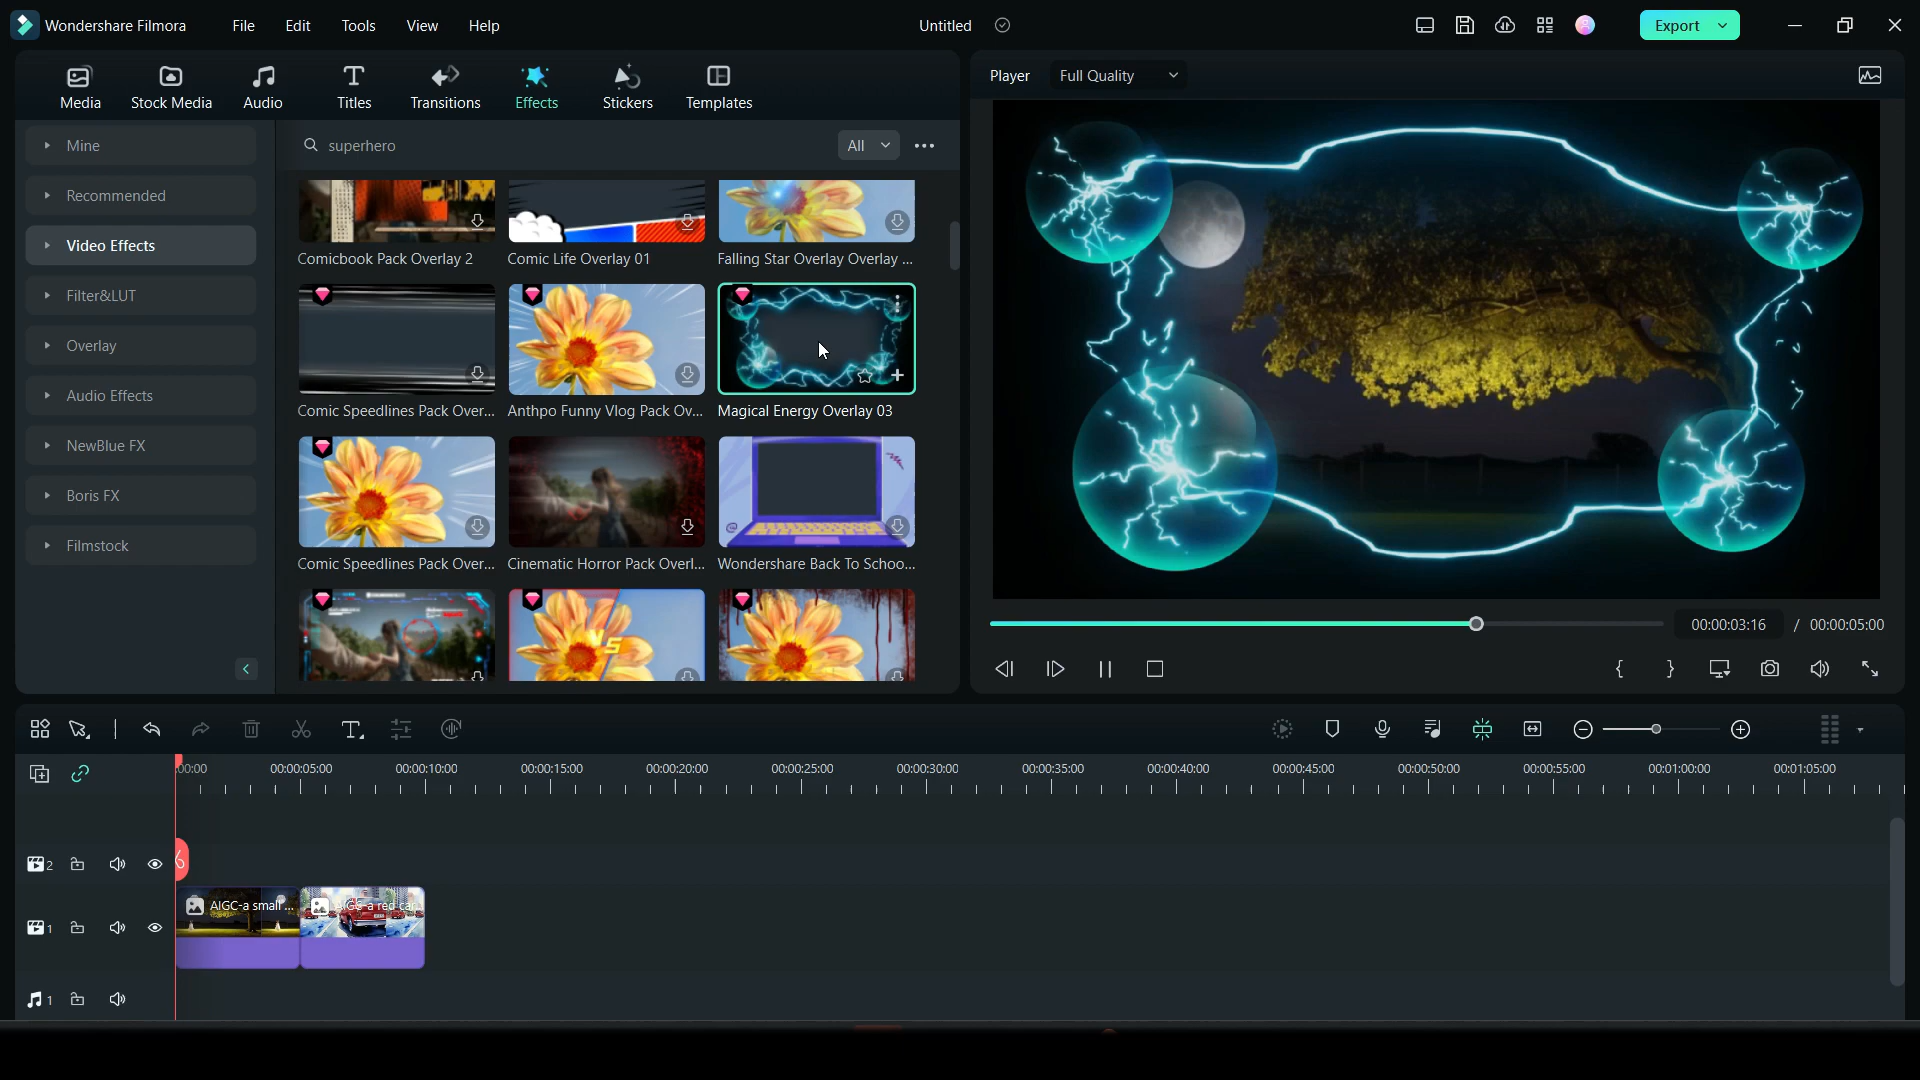 Wondershare Filmora File Edit Tools View Help Untitled Export
Media Stock Media Audio Titles Transitions Effects Stickers Templates
Player Full Quality
Mine
Recommended
Video Effects
Filter&LUT
Overlay
Audio Effects
NewBlue FX
Boris FX
Filmstock
superhero All
Comicbook Pack Overlay 2 Comic Life Overlay 01 Falling Star Overlay Overlay ...
Comic Speedlines Pack Over... Anthpo Funny Vlog Pack Ov... Magical Energy Overlay 03
Comic Speedlines Pack Over... Cinematic Horror Pack Overl... Wondershare Back To Schoo...
VS
00:00:03:16 / 00:00:05:00
:00:00 00:00:05:00 00:00:10:00 00:00:15:00 00:00:20:00 00:00:25:00 00:00:30:00 00:00:35:00 00:00:40:00 00:00:45:00 00:00:50:00 00:00:55:00 00:01:00:00 00:01:05:00
2
AIGC-a small ... AIGC-a red car
1
1